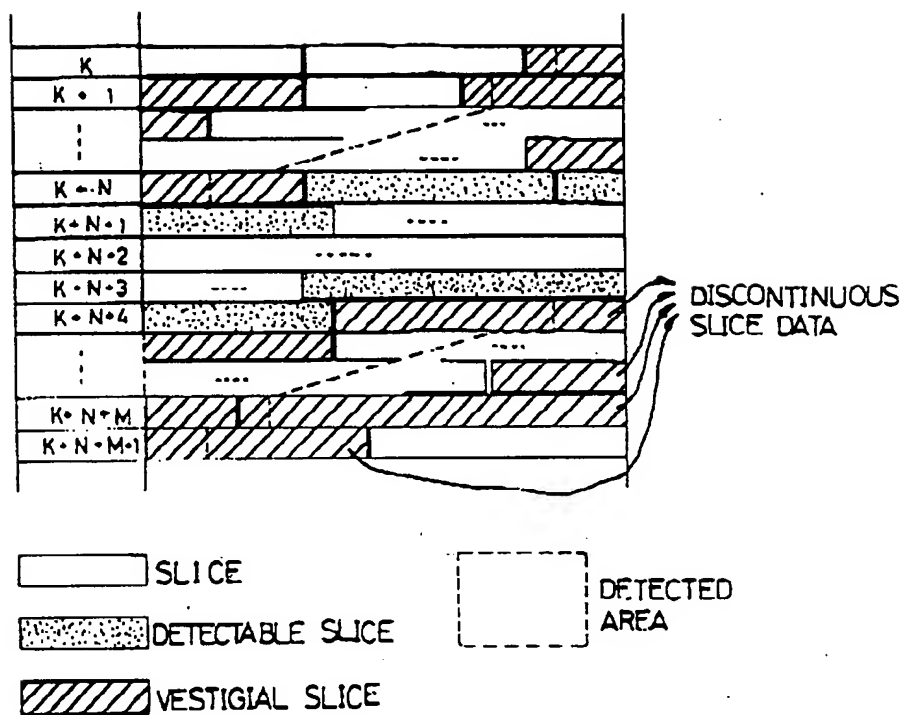 K
K + 1
K + N
K + N + 1
K + N + 2
K + N + 3
K + N + 4
K + N + M
K + N + M + 1
DISCONTINUOUS
SLICE DATA
SLICE
DETECTABLE SLICE
VESTIGIAL SLICE
DETECTED
AREA